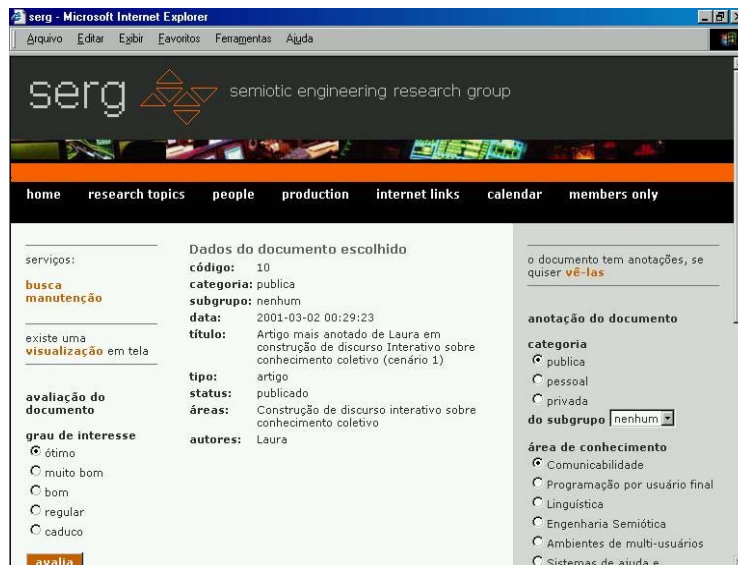 serg - Microsoft Internet Explorer
Arquivo Editar Exibir Favoritos Ferramentas Ajuda
serg semiotic engineering research group
home research topics people production internet links calendar members only
serviços:
busca
manutenção
existe uma
visualização em tela
avaliação do
documento
grau de interesse
ótimo
muito bom
bom
regular
caduco
avalia
Dados do documento escolhido
código: 10
categoria: publica
subgrupo: nenhum
data: 2001-03-02 00:29:23
título: Artigo mais anotado de Laura em
construção de discurso Interativo sobre
conhecimento coletivo (cenário 1)
tipo: artigo
status: publicado
áreas: Construção de discurso interativo sobre
conhecimento coletivo
autores: Laura
o documento tem anotações, se
quiser vê-las
anotação do documento
categoria
publica
pessoal
privada
do subgrupo nenhum
área de conhecimento
Comunicabilidade
Programação por usuário final
Linguística
Engenharia Semiótica
Ambientes de multi-usuários
Sistemas de ajuda e